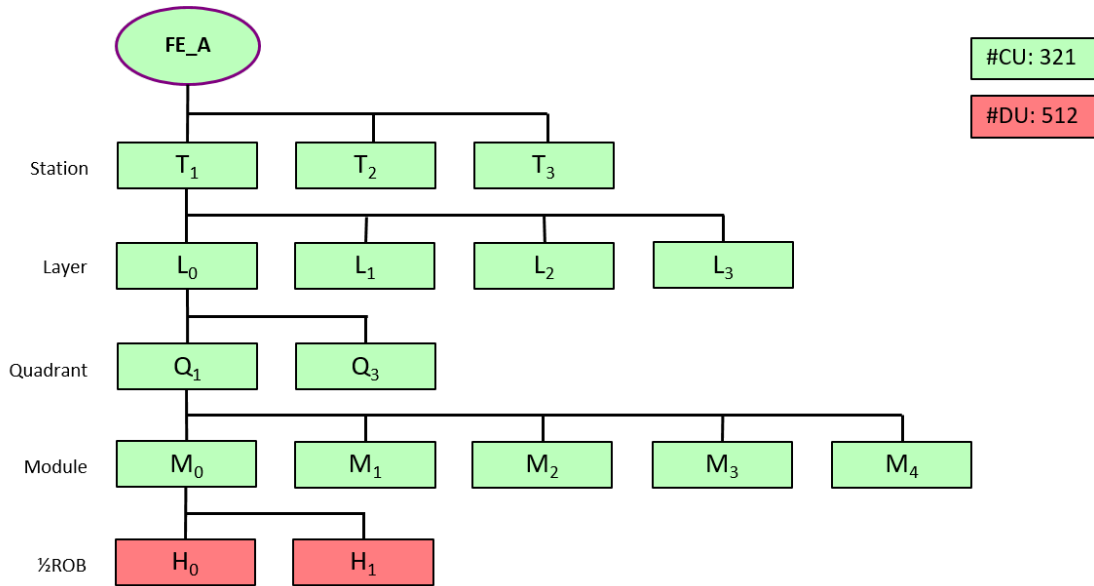 FE_A
#CU: 321
#DU: 512
Station T₁ T₂ T₃
Layer L₀ L₁ L₂ L₃
Quadrant Q₁ Q₃
Module M₀ M₁ M₂ M₃ M₄
½ROB H₀ H₁